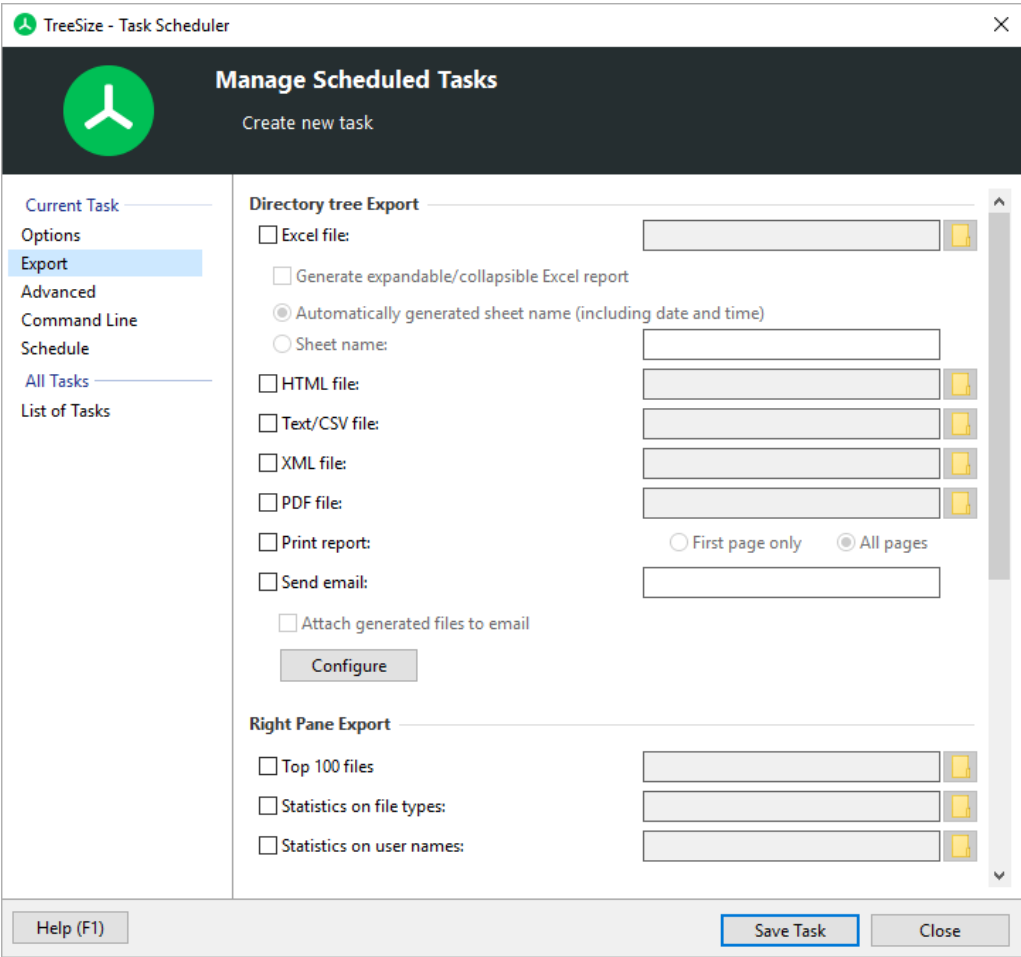 TreeSize - Task Scheduler
Manage Scheduled Tasks
Create new task
Current Task
Options
Export
Advanced
Command Line
Schedule
All Tasks
List of Tasks
Directory tree Export
Excel file:
Generate expandable/collapsible Excel report
Automatically generated sheet name (including date and time)
Sheet name:
HTML file:
Text/CSV file:
XML file:
PDF file:
Print report: First page only All pages
Send email:
Attach generated files to email
Configure
Right Pane Export
Top 100 files
Statistics on file types:
Statistics on user names:
Help (F1) Save Task Close